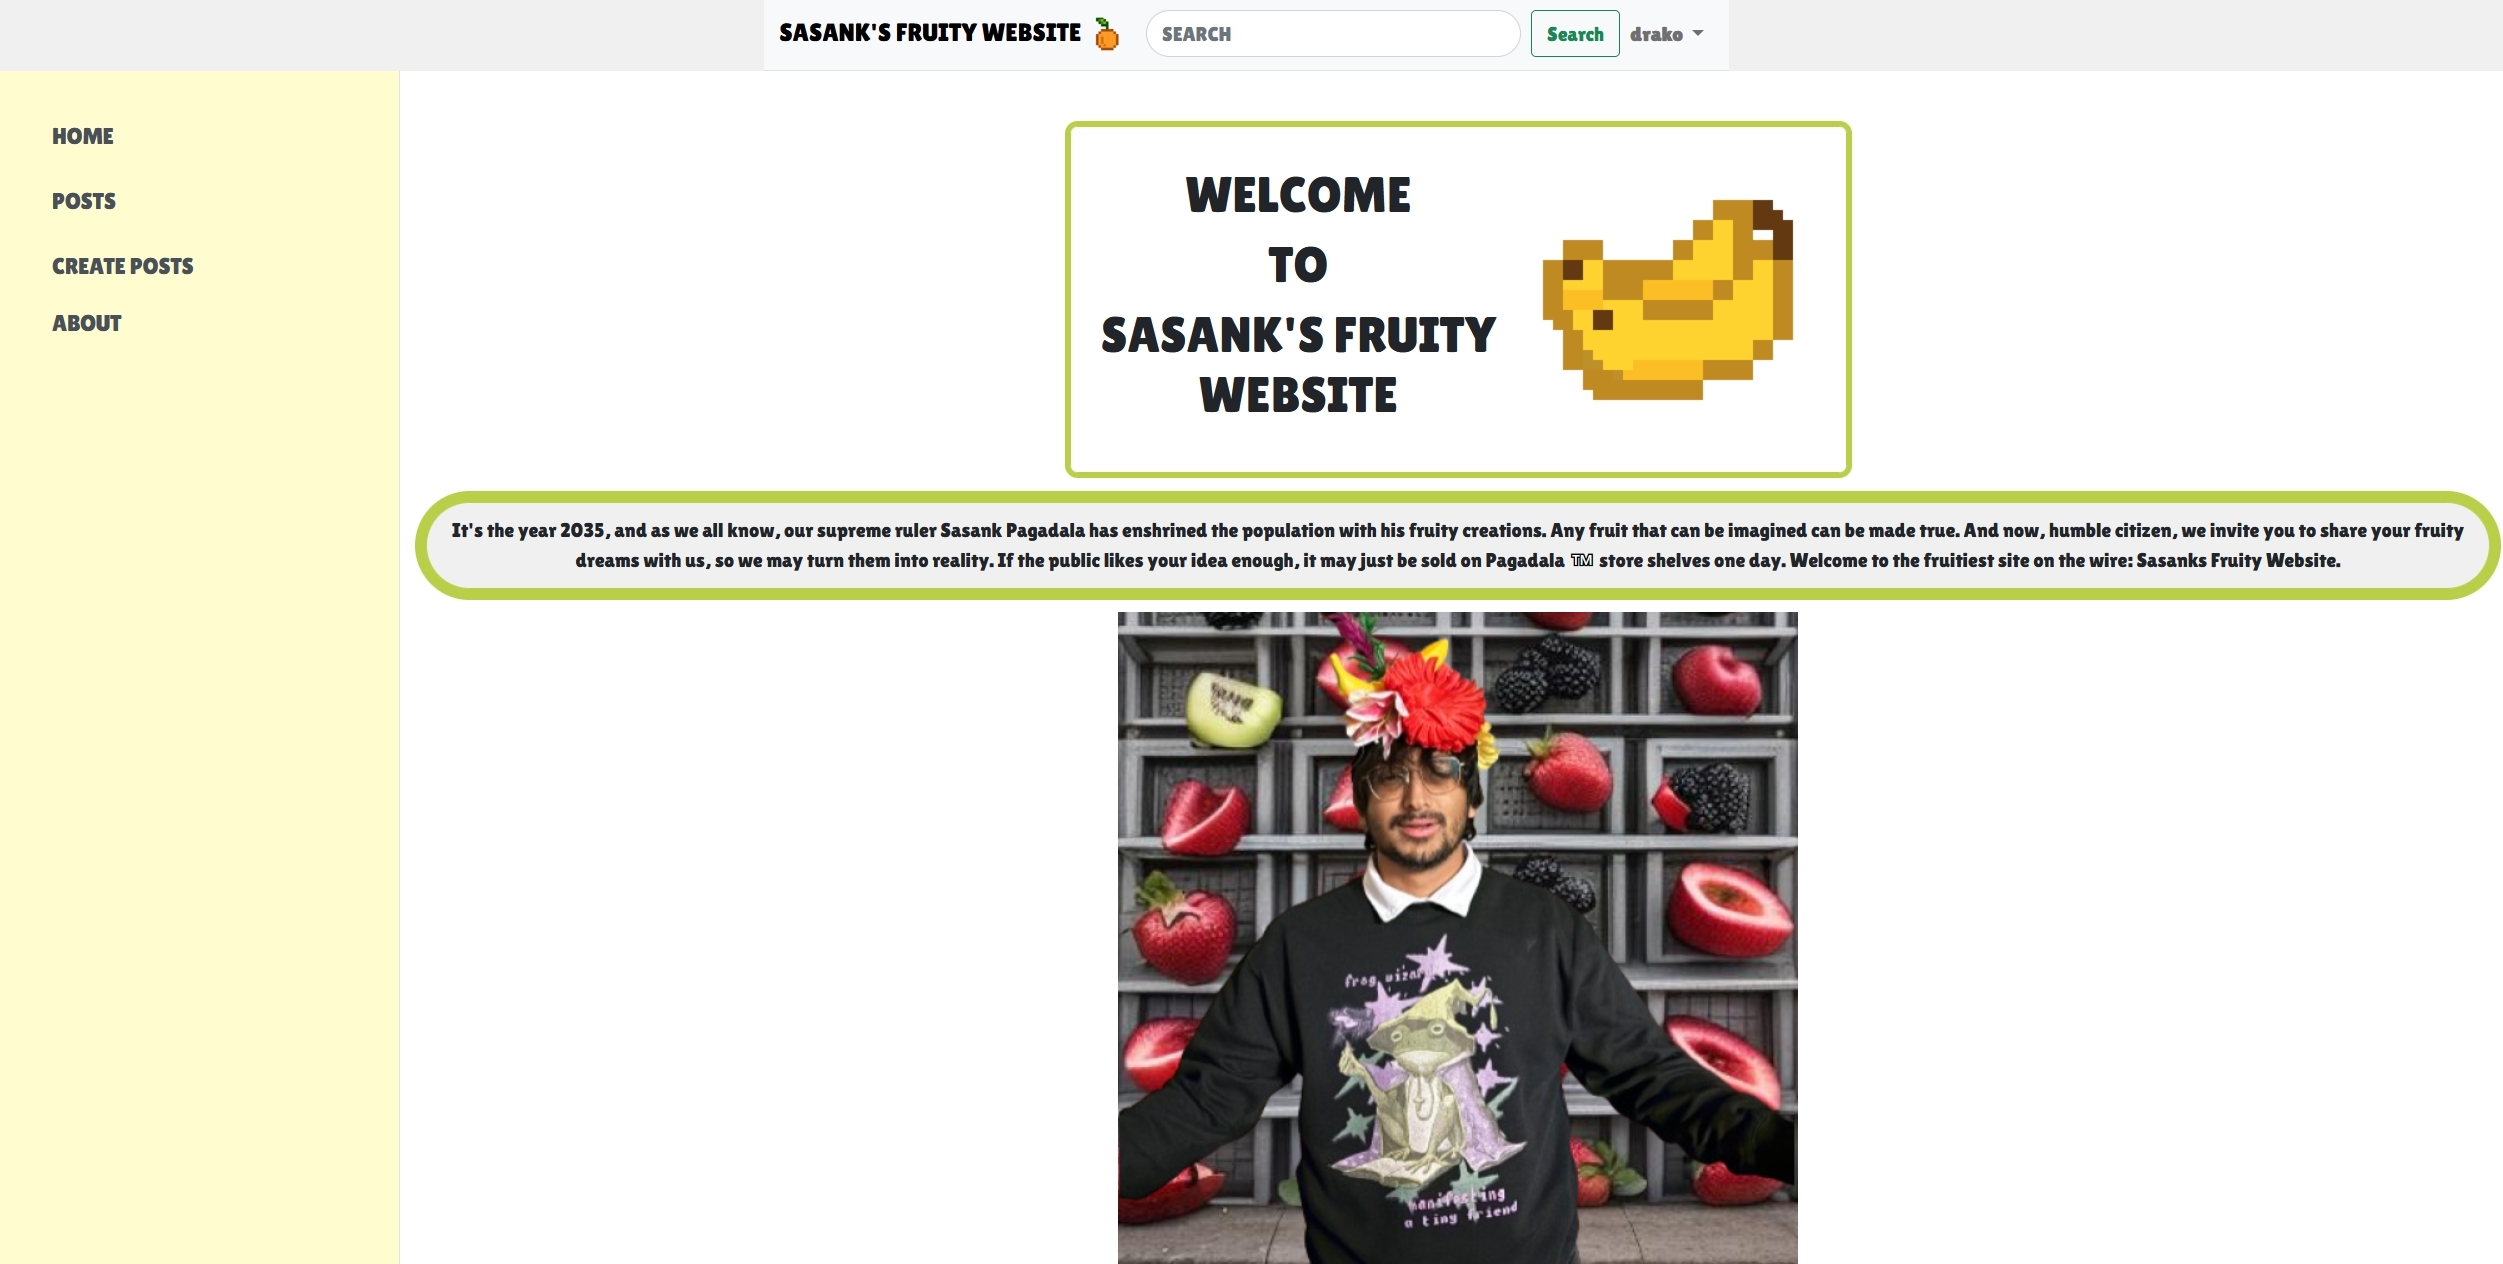 SASANK'S FRUITY WEBSITE
SEARCH
Search
drako
HOME
POSTS
CREATE POSTS
ABOUT
WELCOME
TO
SASANK'S FRUITY
WEBSITE
It's the year 2035, and as we all know, our supreme ruler Sasank Pagadala has enshrined the population with his fruity creations. Any fruit that can be imagined can be made true. And now, humble citizen, we invite you to share your fruity
dreams with us, so we may turn them into reality. If the public likes your idea enough, it may just be sold on Pagadala ™ store shelves one day. Welcome to the fruitiest site on the wire: Sasanks Fruity Website.
frog
manifesting
a tiny friend